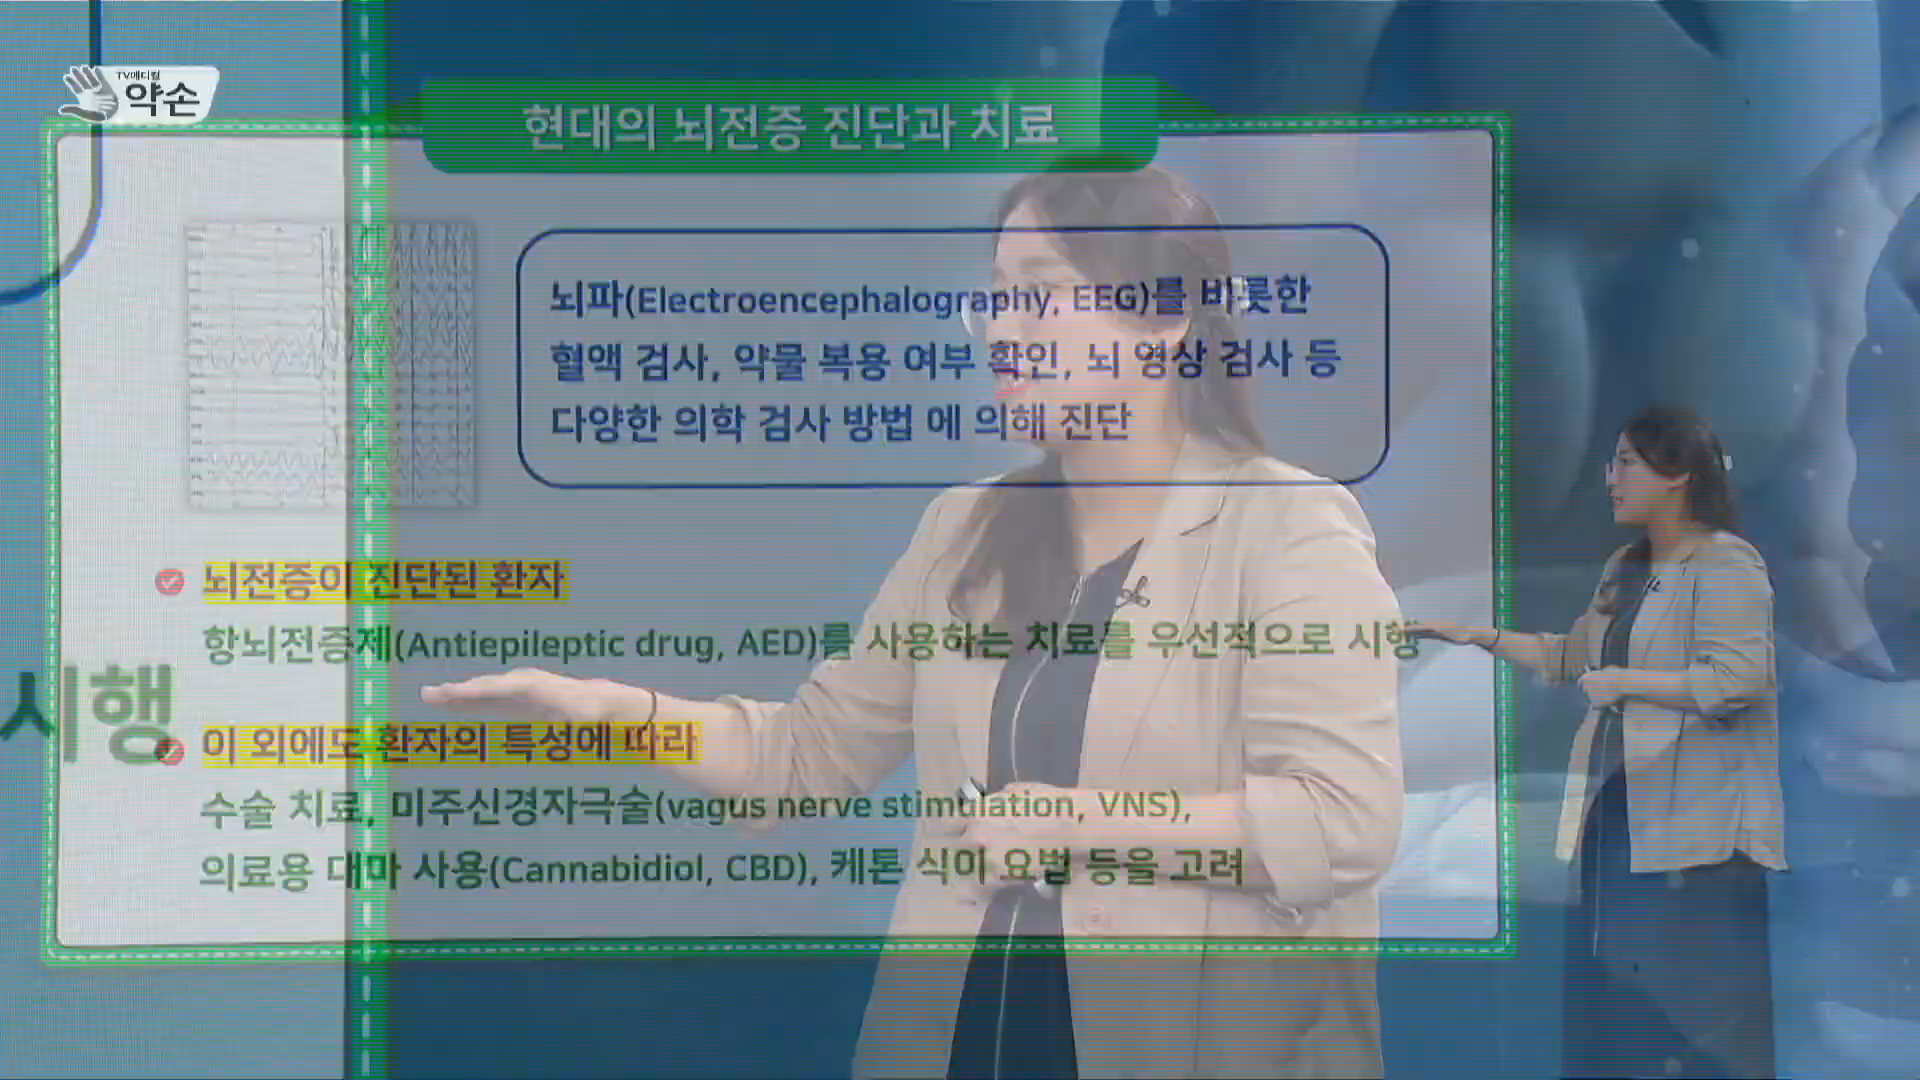 TV메디컬
약손
현대의 뇌전증 진단과 치료
뇌파(Electroencephalography, EEG)를 비롯한
혈액 검사, 약물 복용 여부 확인, 뇌 영상 검사 등
다양한 의학 검사 방법 에 의해 진단
뇌전증이 진단된 환자
항뇌전증제(Antiepileptic drug, AED)를 사용하는 치료를 우선적으로 시행
시행
이 외에도 환자의 특성에 따라
수술 치료, 미주신경자극술(vagus nerve stimulation, VNS),
의료용 대마 사용(Cannabidiol, CBD), 케톤 식이 요법 등을 고려